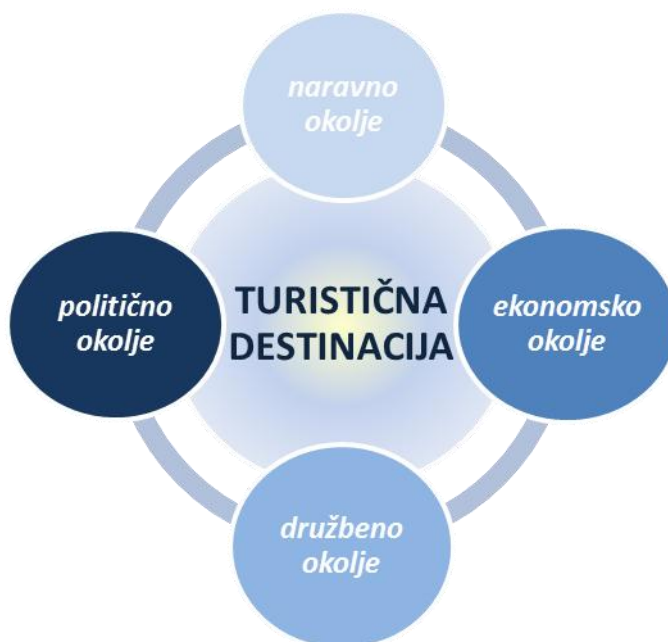 naravno
okolje
politično
okolje
TURISTIČNA
DESTINACIJA
ekonomsko
okolje
družbeno
okolje